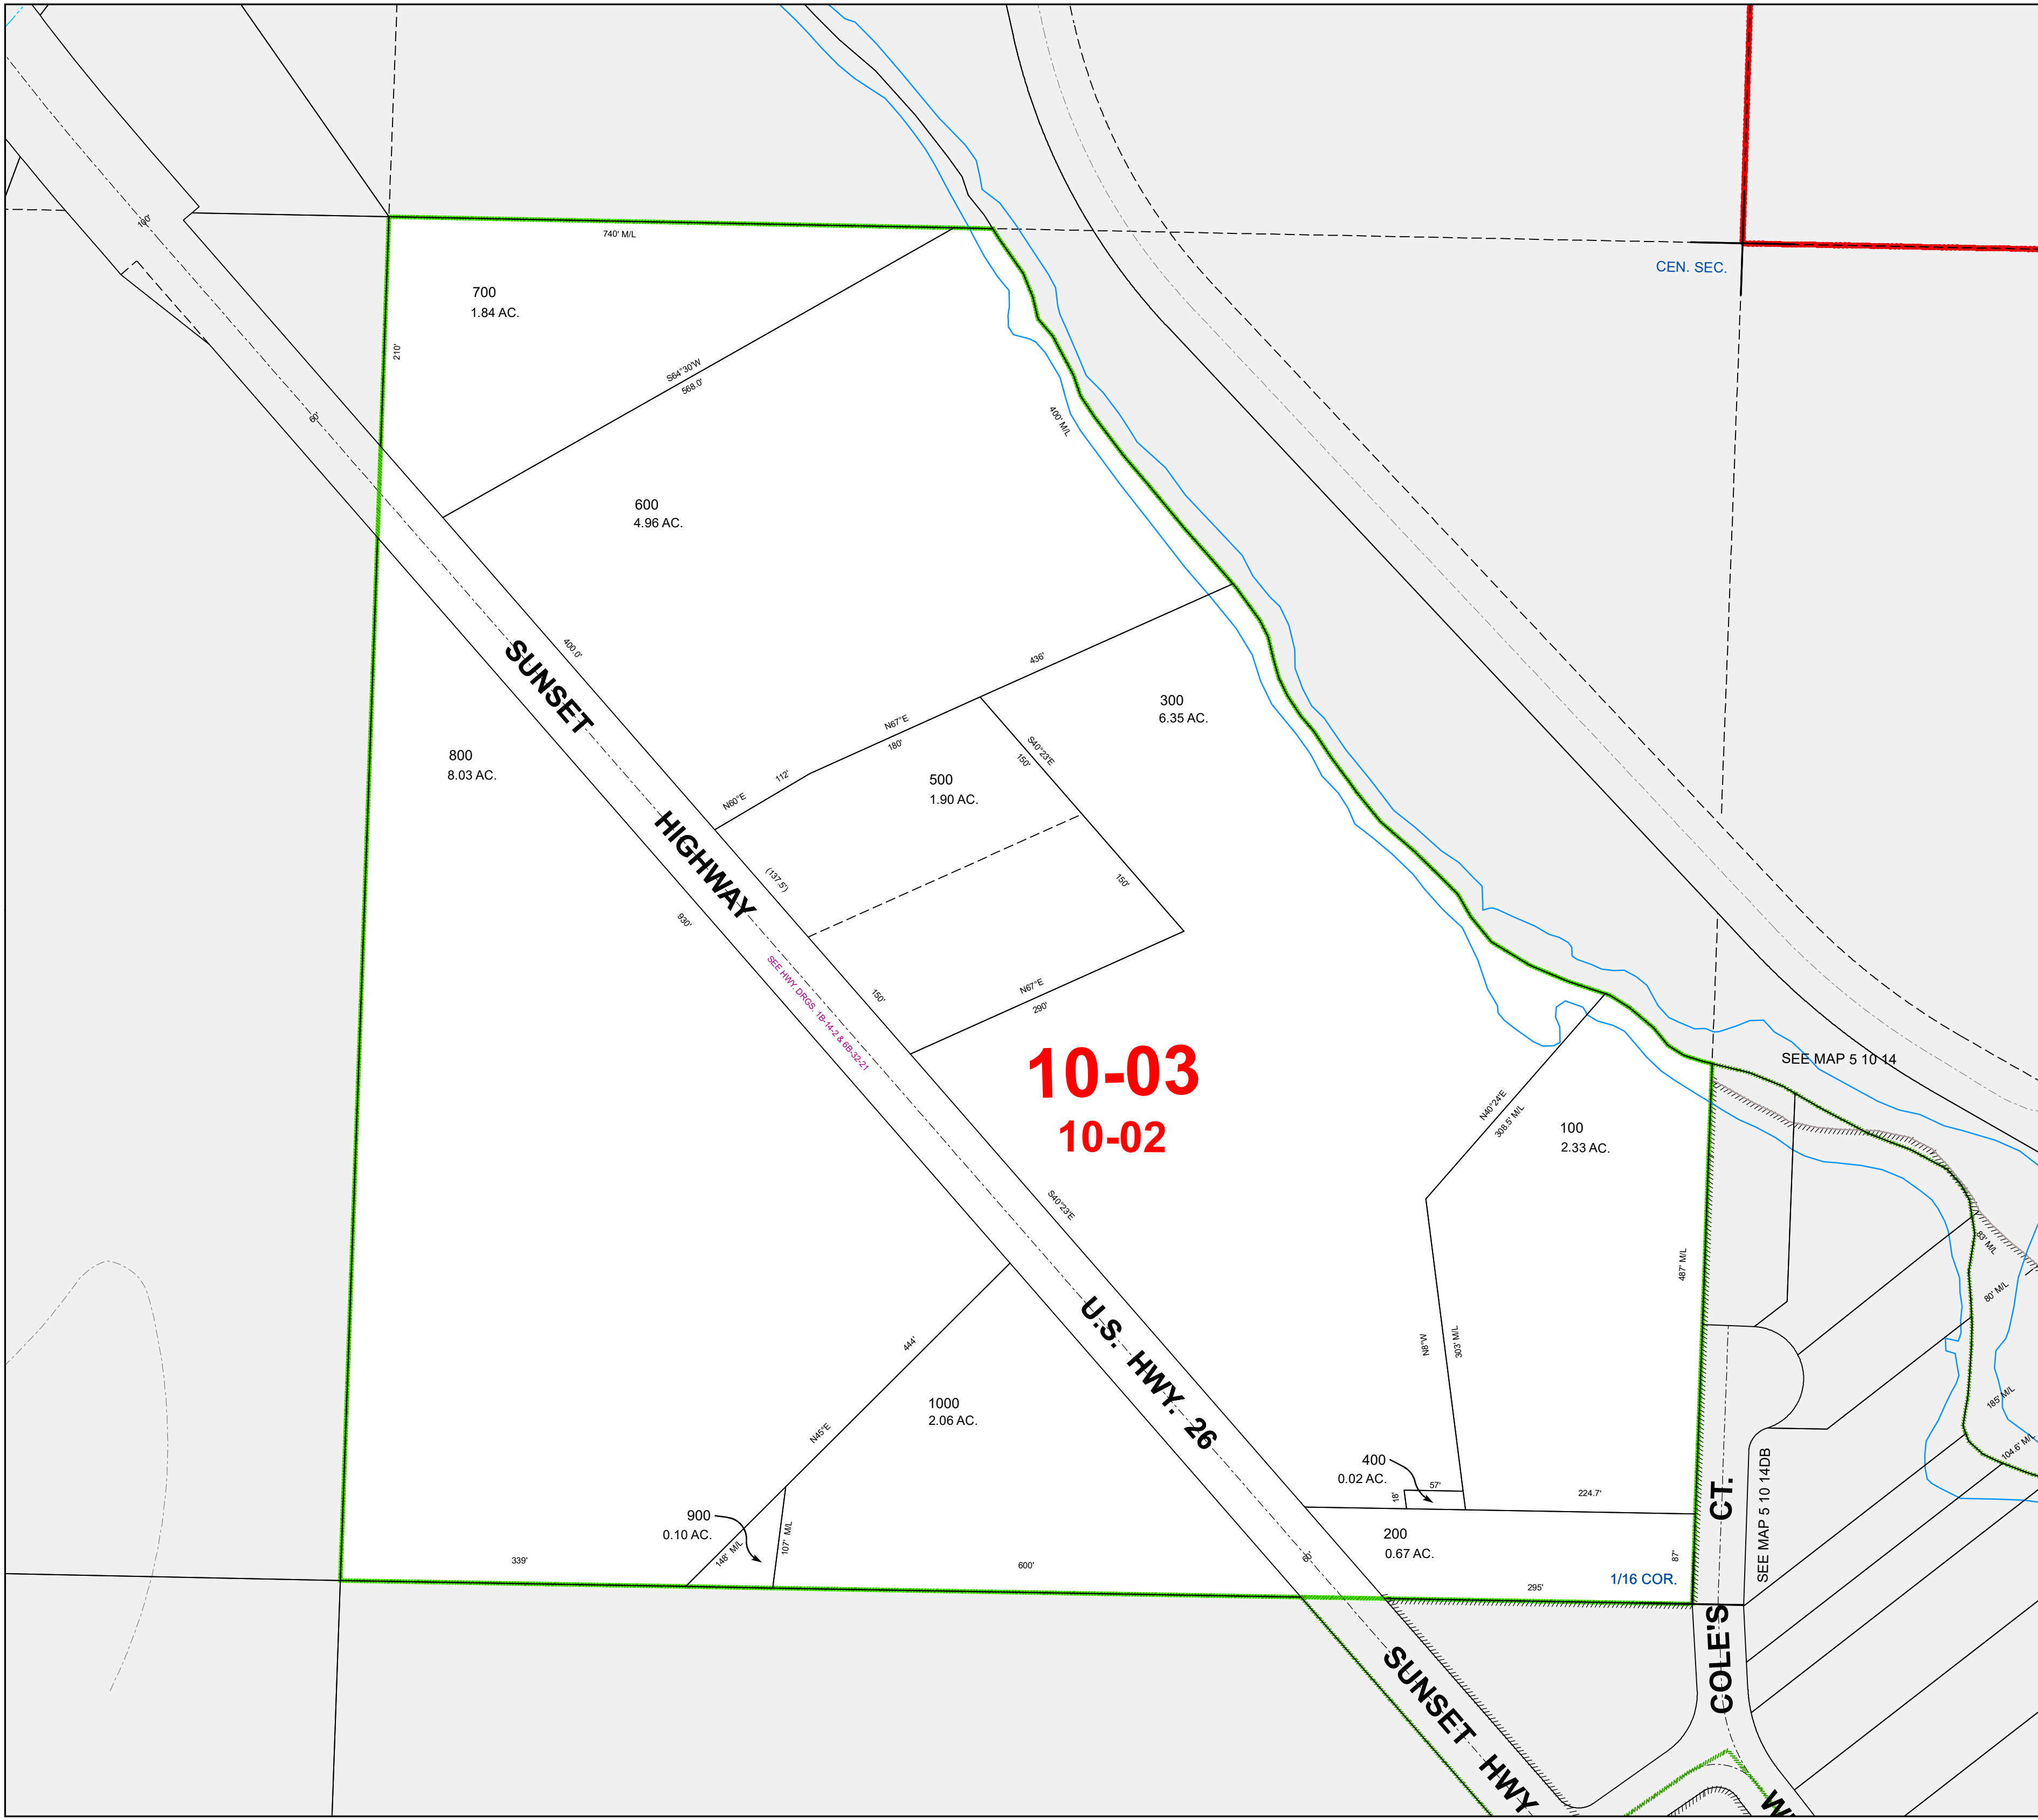 CEN. SEC.
740' M/L
700
1.84 AC.
210'
S64°30'W
568.0'
60'
400' M/L
600
4.96 AC.
400.0'
SUNSET
436'
300
6.35 AC.
N67°E
180'
S40°23'E
150'
800
8.03 AC.
112'
N60°E
500
1.90 AC.
HIGHWAY
(137.5')
150'
930'
SEE HWY. DRGS. 1B-14-2 & 6B-32-21
150'
N67°E
290'
10-03
10-02
SEE MAP 5 10 14
N40°24'E
308.5' M/L
100
2.33 AC.
S40°23'E
83' M/L
487' M/L
80' M/L
U.S. HWY. 26
N8°W
303' M/L
444'
N45°E
1000
2.06 AC.
185' M/L
104.6' M/L
400
0.02 AC.
57'
18'
224.7'
CT.
SEE MAP 5 10 14DB
900
0.10 AC.
148' M/L
107' M/L
200
0.67 AC.
87'
339'
600'
60'
295'
1/16 COR.
COLE'S
SUNSET HWY